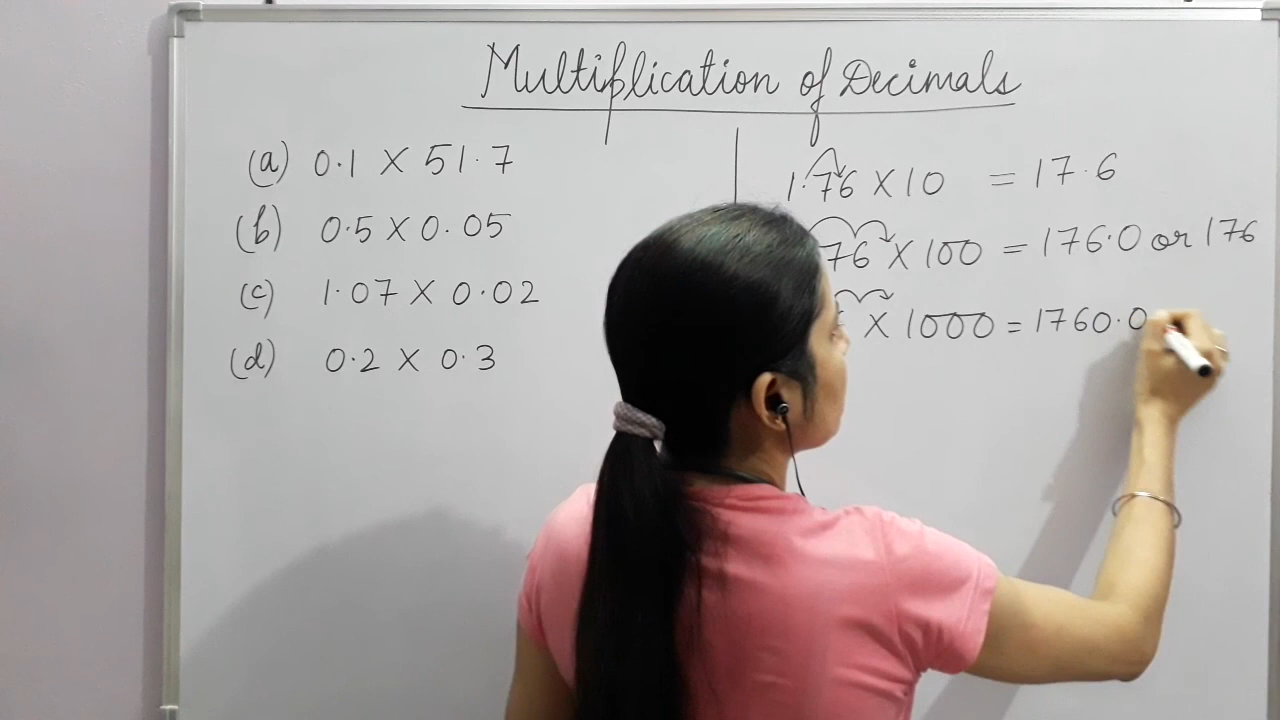 Multiplication of Decimals
(a) 0.1 X 51.7
(b) 0.5 X 0.05
(c) 1.07 X 0.02
(d) 0.2 X 0.3
1.76 X 10 = 17.6
76 X 100 = 176.0 or 176
X 1000 = 1760.0